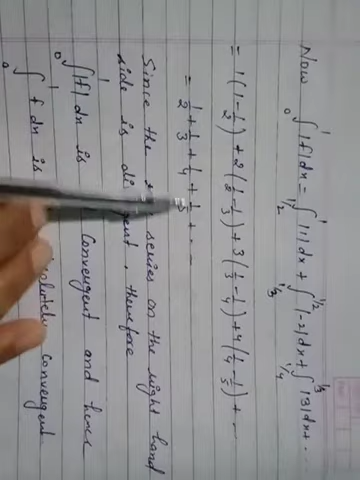 Now ∫₀¹ |f| dx = ∫_{1/2}^{1} |1| dx + ∫_{1/3}^{1/2} |-2| dx + ∫_{1/4}^{1/3} |3| dx + ...
= 1(1 - 1/2) + 2(1/2 - 1/3) + 3(1/3 - 1/4) + 4(1/4 - 1/5) + ...
= 1/2 + 1/3 + 1/4 + 1/5 + ...
Since the series on the right hand
side is therefore
∫₀¹ |f| dx is convergent and hence
∫₀¹ f dx is convergent